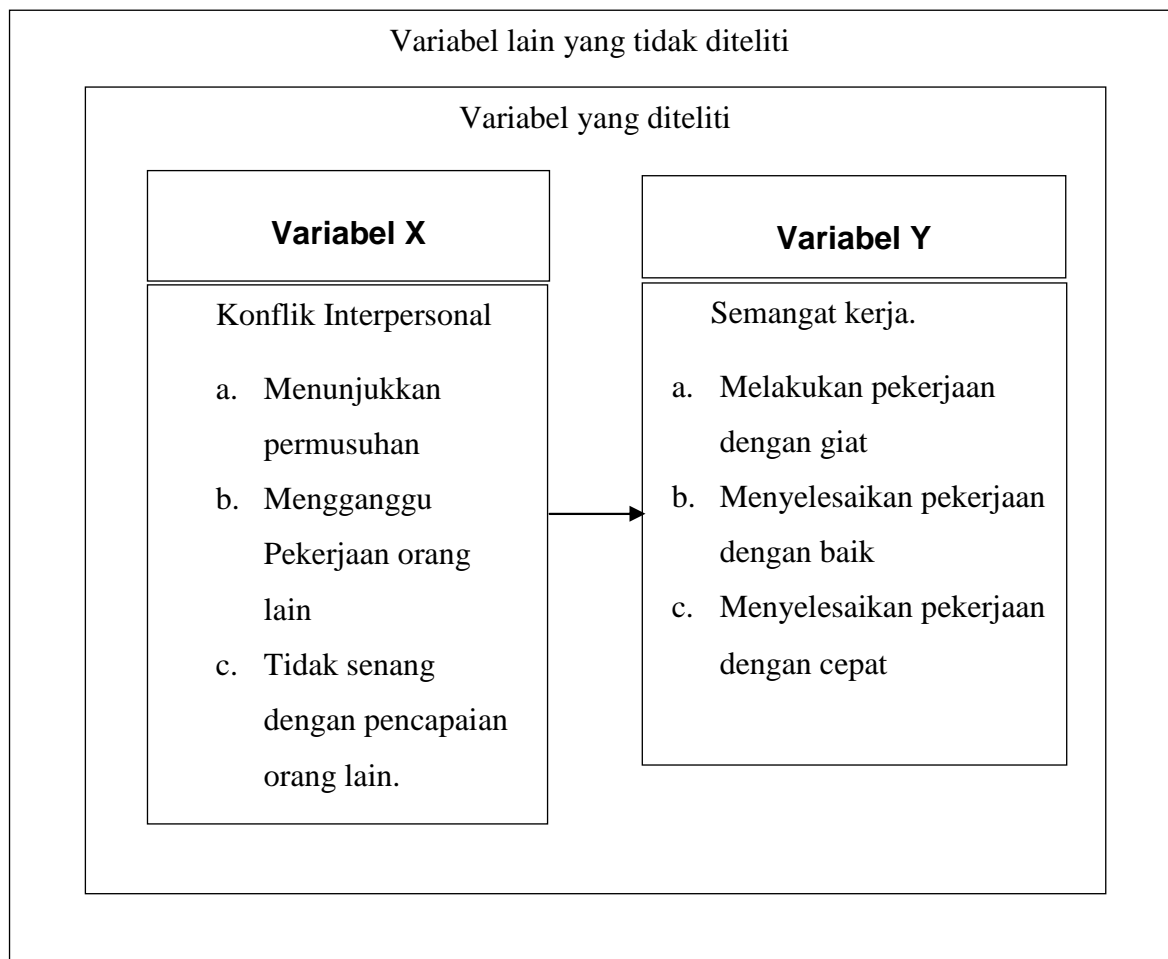 Variabel lain yang tidak diteliti
Variabel yang diteliti
Variabel X
Konflik Interpersonal
a. Menunjukkan
permusuhan
b. Mengganggu
Pekerjaan orang
lain
c. Tidak senang
dengan pencapaian
orang lain.
Variabel Y
Semangat kerja.
a. Melakukan pekerjaan
dengan giat
b. Menyelesaikan pekerjaan
dengan baik
c. Menyelesaikan pekerjaan
dengan cepat